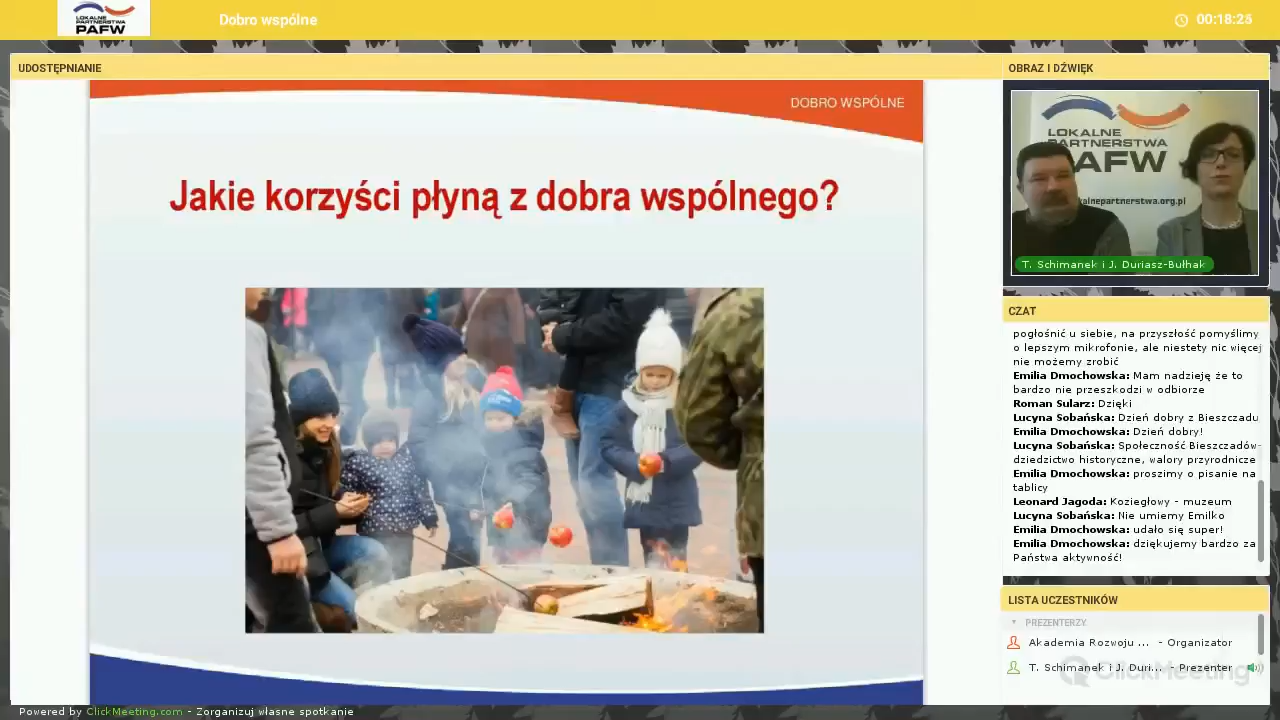 LOKALNE
PARTNERSTWA
PAFW
Dobro wspólne
00:18:25
UDOSTĘPNIANIE
DOBRO WSPÓLNE
Jakie korzyści płyną z dobra wspólnego?
OBRAZ I DŹWIĘK
LOKALNE
PARTNERSTWA
PAFW
kalnepartnerstwa.org.pl
T. Schimanek i J. Duriasz-Bułhak
CZAT
pogłośnić u siebie, na przyszłość pomyślimy
o lepszym mikrofonie, ale niestety nic więcej
nie możemy zrobić
Emilia Dmochowska: Mam nadzieję że to
bardzo nie przeszkodzi w odbiorze
Roman Sularz: Dzięki
Lucyna Sobańska: Dzień dobry z Bieszczadu
Emilia Dmochowska: Dzień dobry!
Lucyna Sobańska: Społeczność Bieszczadów-
dziedzictwo historyczne, walory przyrodnicze
Emilia Dmochowska: prosimy o pisanie na
tablicy
Leonard Jagoda: Koziegłowy - muzeum
Lucyna Sobańska: Nie umiemy Emilko
Emilia Dmochowska: udało się super!
Emilia Dmochowska: dziękujemy bardzo za
Państwa aktywność!
LISTA UCZESTNIKÓW
PREZENTERZY
Akademia Rozwoju ... - Organizator
T. Schimanek i J. Duri... - Prezenter
ClickMeeting
Powered by ClickMeeting.com - Zorganizuj własne spotkanie